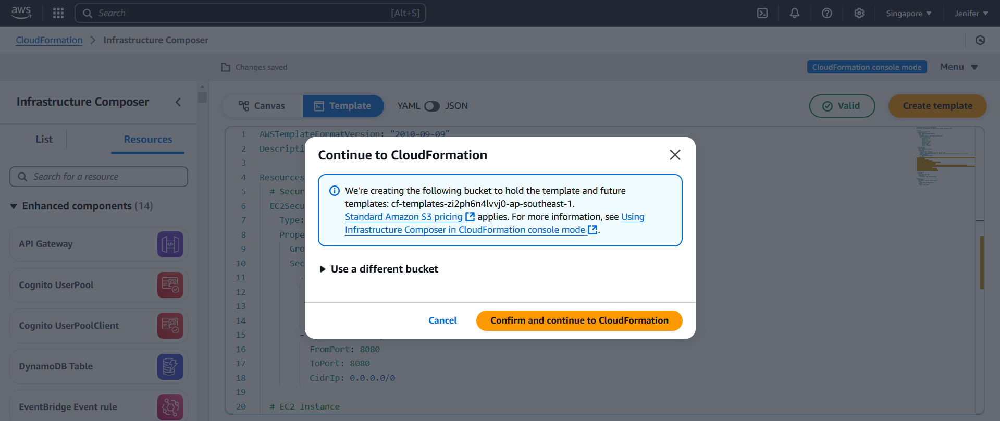 aws
Search
[Alt+S]
Singapore
Jenifer
CloudFormation
Infrastructure Composer
Changes saved
CloudFormation console mode
Menu
Infrastructure Composer
Canvas
Template
YAML
JSON
Valid
Create template
List
Resources
Search for a resource
Enhanced components (14)
API Gateway
Cognito UserPool
Cognito UserPoolClient
DynamoDB Table
EventBridge Event rule
1 AWSTemplateFormatVersion: "2010-09-09"
2 Descripti
3
4 Resources
5 # Secur
6 EC2Secu
7 Type:
8 Prope
9 Gro
10 Sec
11 -
12
13
14
15 -
16 FromPort: 8080
17 ToPort: 8080
18 CidrIp: 0.0.0.0/0
19
20 # EC2 Instance
Continue to CloudFormation
We're creating the following bucket to hold the template and future
templates: cf-templates-zi2ph6n4lvvj0-ap-southeast-1.
Standard Amazon S3 pricing applies. For more information, see Using
Infrastructure Composer in CloudFormation console mode .
Use a different bucket
Cancel
Confirm and continue to CloudFormation